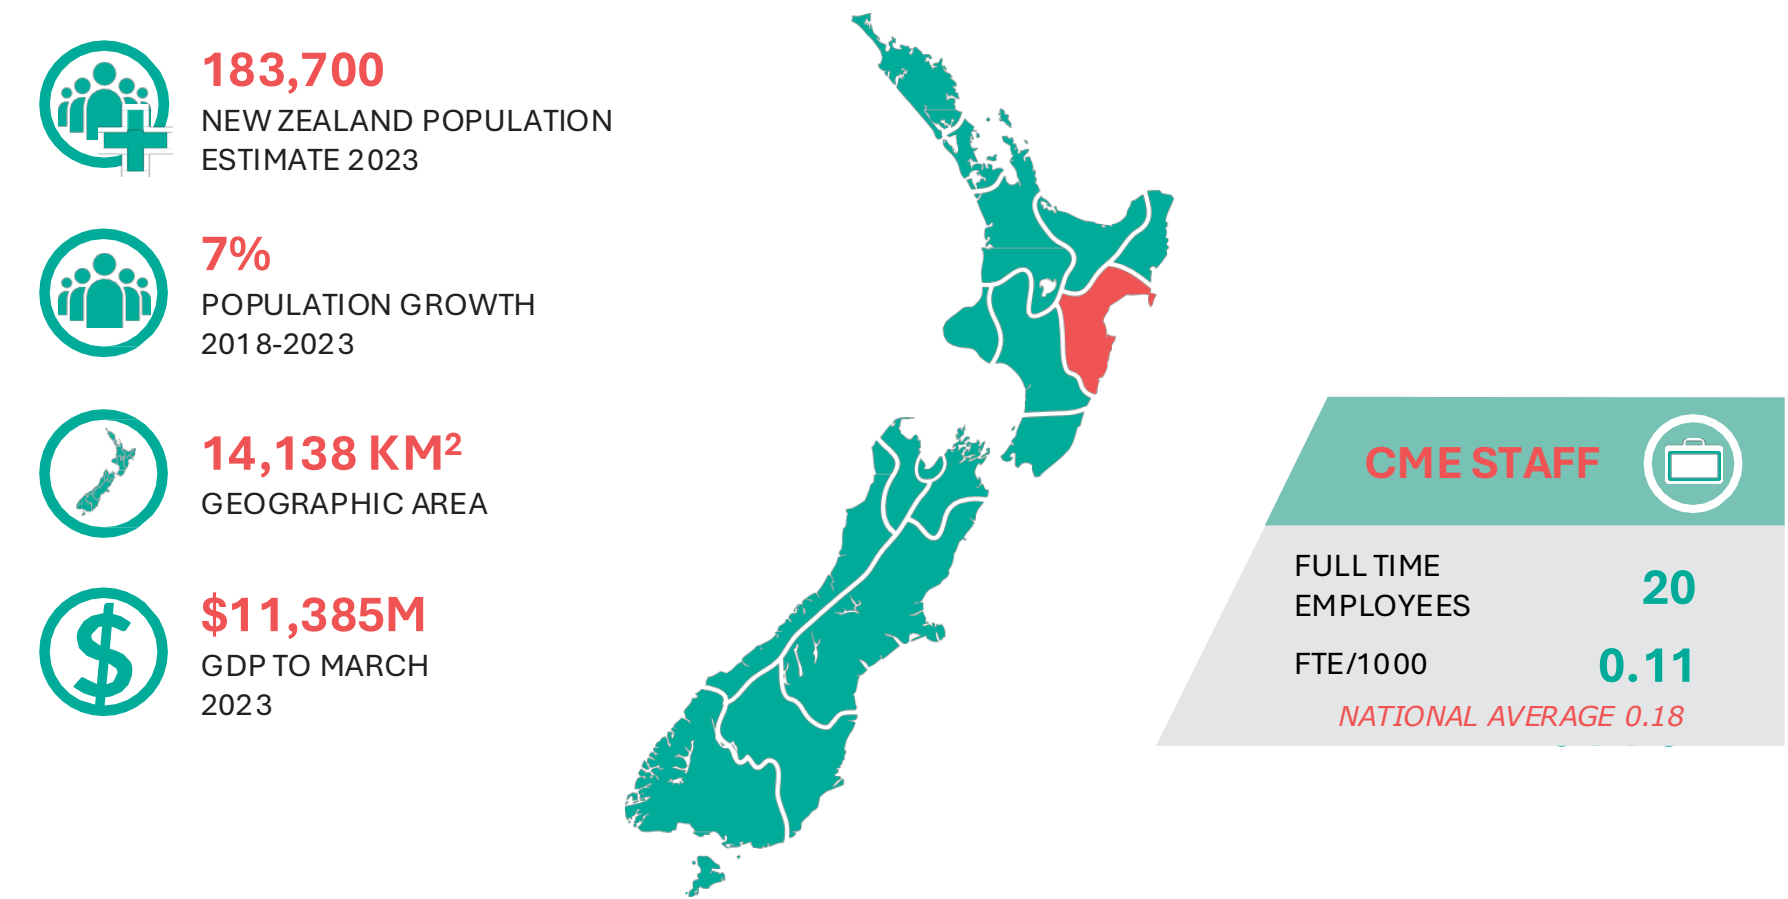 183,700
NEW ZEALAND POPULATION
ESTIMATE 2023
7%
POPULATION GROWTH
2018-2023
14,138 KM²
GEOGRAPHIC AREA
$11,385M
GDP TO MARCH
2023
CME STAFF
FULL TIME
EMPLOYEES
20
FTE/1000
0.11
NATIONAL AVERAGE 0.18